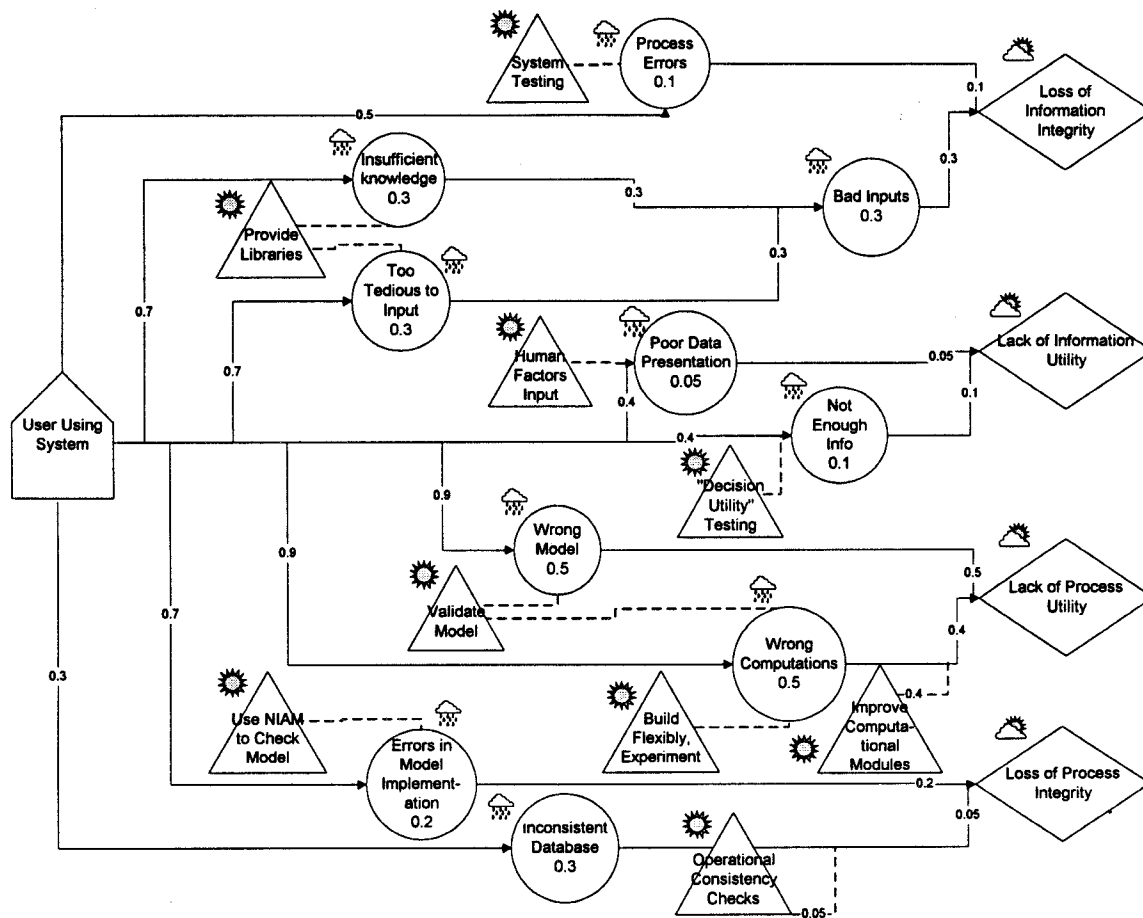 System
Testing
Process
Errors
0.1
0.1
Loss of
Information
Integrity
0.5
Insufficient
knowledge
0.3
0.3
0.3
Bad Inputs
0.3
Provide
Libraries
0.3
Too
Tedious to
Input
0.3
0.7
0.7
Human
Factors
Input
Poor Data
Presentation
0.05
0.05
Lack of Information
Utility
0.4
0.1
User Using
System
0.4
Not
Enough
Info
0.1
"Decision
Utility"
Testing
0.9
0.9
Wrong
Model
0.5
0.5
Lack of Process
Utility
Validate
Model
0.7
0.4
Wrong
Computations
0.5
0.4
0.3
Use NIAM
to Check
Model
Build
Flexibly,
Experiment
Improve
Computa-
tional
Modules
Errors in
Model
Implement-
ation
0.2
0.2
Loss of Process
Integrity
0.05
Inconsistent
Database
0.3
Operational
Consistency
Checks
0.05